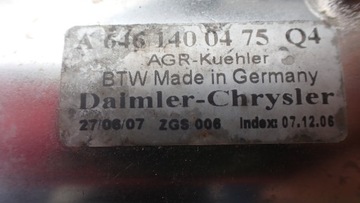 A 646 140 04 75 Q4
AGR-Kuehler
BTW Made in Germany
Daimler-Chrysler
27/06/07 ZGS 006 Index: 07.12.06